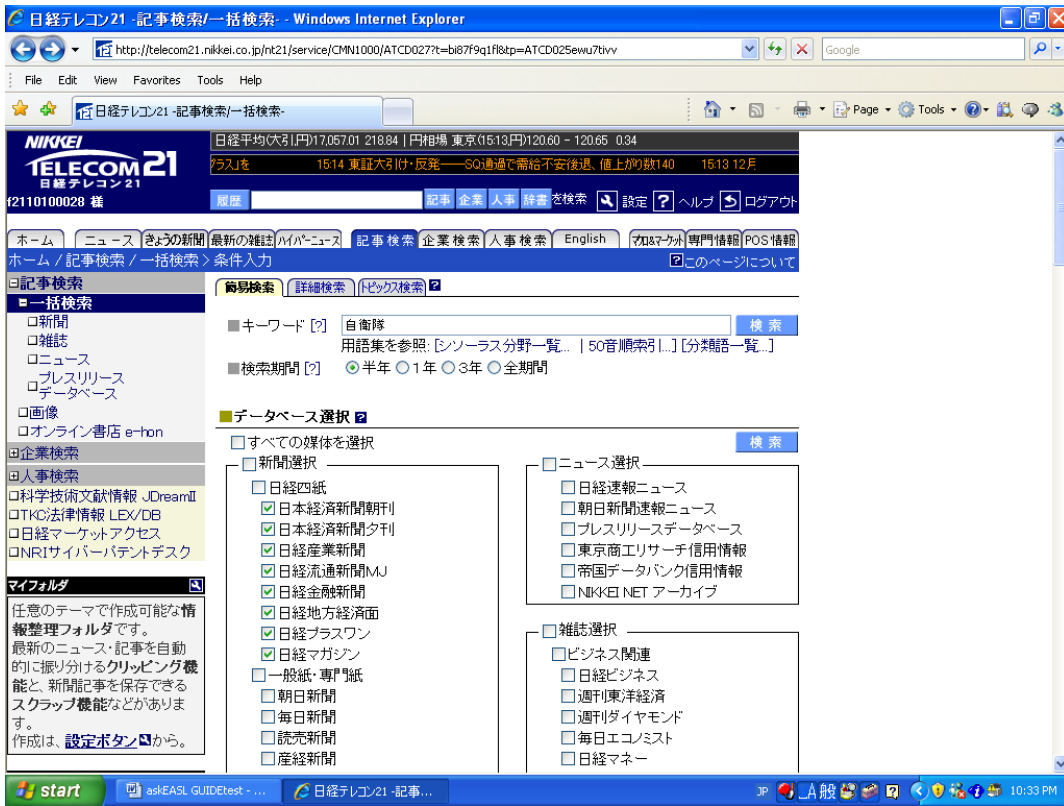 日経テレコン21 -記事検索/一括検索- - Windows Internet Explorer
http://telecom21.nikkei.co.jp/nt21/service/CMN1000/ATCD027?t=bi87f9q1fl&tp=ATCD025ewu7tivv
Google
File Edit View Favorites Tools Help
日経テレコン21 -記事検索/一括検索-
Page Tools
NIKKEI
TELECOM21
日経テレコン21
f2110100028 様
日経平均(大引,円)17,057.01 218.84 | 円相場 東京(15:13,円)120.60 - 120.65 0.34
プラス」を 15:14 東証大引け・反発――SQ通過で需給不安後退、値上がり数140 15:13 12月
履歴 記事 企業 人事 辞書 を検索 設定 ? ヘルプ ログアウト
ホーム ニュース きょうの新聞 最新の雑誌 ハイパーニュース 記事検索 企業検索 人事検索 English プロ&マーケット 専門情報 POS情報
ホーム / 記事検索 / 一括検索 > 条件入力
?このページについて
記事検索
一括検索
新聞
雑誌
ニュース
プレスリリース
データベース
画像
オンライン書店 e-hon
企業検索
人事検索
科学技術文献情報 JDreamⅡ
TKC法律情報 LEX/DB
日経マーケットアクセス
NRIサイバーパテントデスク
マイフォルダ
任意のテーマで作成可能な情
報整理フォルダです。
最新のニュース・記事を自動
的に振り分けるクリッピング機
能と、新聞記事を保存できる
スクラップ機能などがありま
す。
作成は、設定ボタンから。
簡易検索 詳細検索 トピックス検索 ?
■キーワード [?] 自衛隊 検索
用語集を参照: [シソーラス分野一覧... | 50音順索引...] [分類語一覧...]
■検索期間 [?] 半年 1年 3年 全期間
■データベース選択 ?
すべての媒体を選択 検索
新聞選択
日経四紙
日本経済新聞朝刊
日本経済新聞夕刊
日経産業新聞
日経流通新聞MJ
日経金融新聞
日経地方経済面
日経プラスワン
日経マガジン
一般紙・専門紙
朝日新聞
毎日新聞
読売新聞
産経新聞
ニュース選択
日経速報ニュース
朝日新聞速報ニュース
プレスリリースデータベース
東京商工リサーチ信用情報
帝国データバンク信用情報
NIKKEI NET アーカイブ
雑誌選択
ビジネス関連
日経ビジネス
週刊東洋経済
週刊ダイヤモンド
毎日エコノミスト
日経マネー
start askEASL GUIDEtest - ... 日経テレコン21 -記事... JP A般 10:33 PM